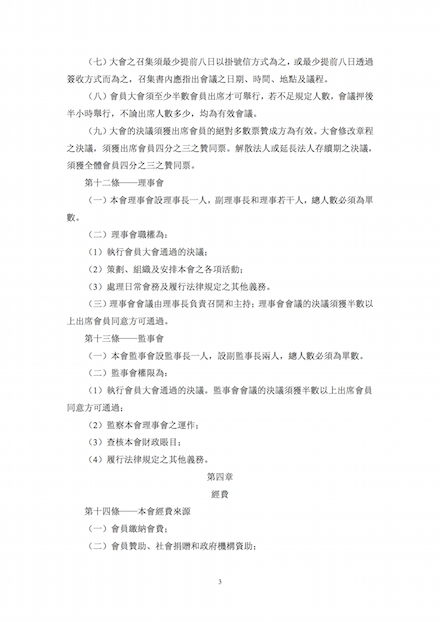 （七）大會之召集須最少提前八日以掛號信方式為之，或最少提前八日透過
簽收方式而為之，召集書內應指出會議之日期、時間、地點及議程。
（八）會員大會須至少半數會員出席才可舉行，若不足規定人數，會議押後
半小時舉行，不論出席人數多少，均為有效會議。
（九）大會的決議須獲出席會員的絕對多數票贊成方為有效。大會修改章程
之決議，須獲出席會員四分之三之贊同票。解散法人或延長法人存續期之決議，
須獲全體會員四分之三之贊同票。
第十二條——理事會
（一）本會理事會設理事長一人，副理事長和理事若干人，總人數必須為單
數。
（二）理事會職權為：
（1）執行會員大會通過的決議；
（2）策劃、組織及安排本會之各項活動；
（3）處理日常會務及履行法律規定之其他義務。
（三）理事會會議由理事長負責召開和主持；理事會會議的決議須獲半數以
上出席會員同意方可通過。
第十三條——監事會
（一）本會監事會設監事長一人，設副監事長兩人，總人數必須為單數。
（二）監事會權限為：
（1）執行會員大會通過的決議。監事會會議的決議須獲半數以上出席會員
同意方可通過；
（2）監察本會理事會之運作；
（3）查核本會財政賬目；
（4）履行法律規定之其他義務。
第四章
經費
第十四條——本會經費來源
（一）會員繳納會費；
（二）會員贊助、社會捐贈和政府機構資助；
3